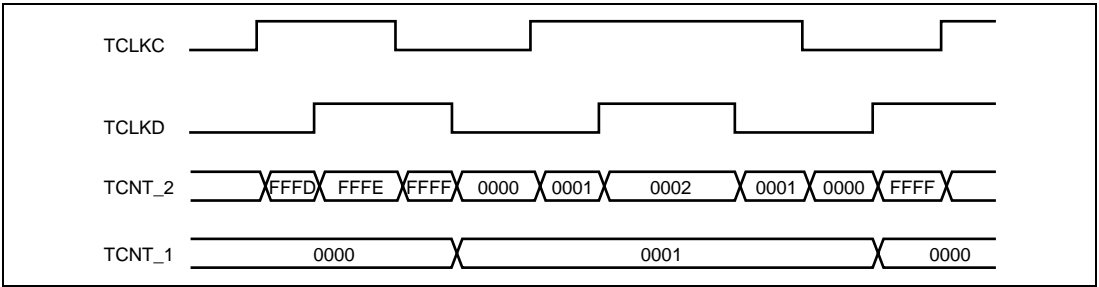 TCLKC
TCLKD
TCNT_2 FFFD FFFE FFFF 0000 0001 0002 0001 0000 FFFF
TCNT_1 0000 0001 0000